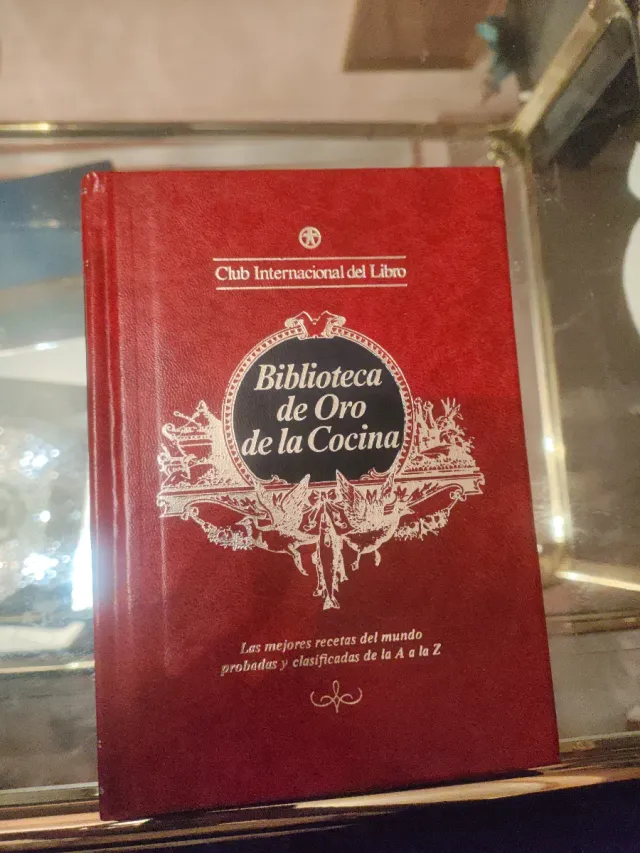 Club Internacional del Libro
Biblioteca
de Oro
de la Cocina
Las mejores recetas del mundo
probadas y clasificadas de la A a la Z